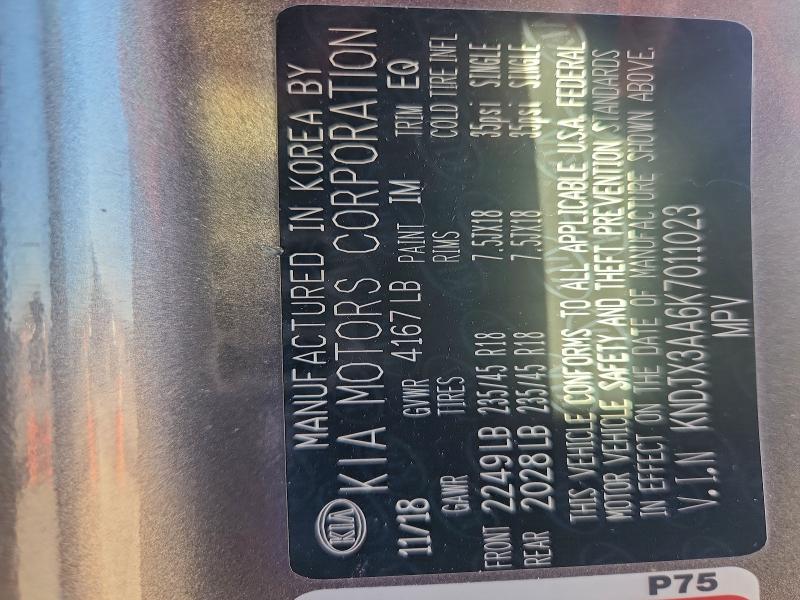 MANUFACTURED IN KOREA BY
KIA KIA MOTORS CORPORATION
11/18 GVWR 4167 LB PAINT IM TRIM EQ
GAWR TIRES RIMS COLD TIRE INFL
FRONT 2249 LB 235/45 R18 7.5JX18 35psi SINGLE
REAR 2028 LB 235/45 R18 7.5JX18 35psi SINGLE
THIS VEHICLE CONFORMS TO ALL APPLICABLE U.S.A. FEDERAL
MOTOR VEHICLE SAFETY AND THEFT PREVENTION STANDARDS
IN EFFECT ON THE DATE OF MANUFACTURE SHOWN ABOVE.
V.I.N KNDJX3AA6K7011023
MPV
P75